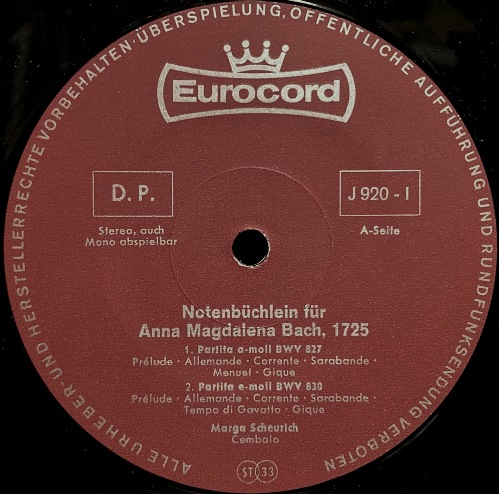 ALLE URHEBER- UND HERSTELLERRECHTE VORBEHALTEN · ÜBERSPIELUNG, ÖFFENTLICHE AUFFÜHRUNG UND RUNDFUNKSENDUNG VERBOTEN
Eurocord
D. P.
J 920 - I
Stereo, auch
Mono abspielbar
A-Seite
Notenbüchlein für
Anna Magdalena Bach, 1725
1. Partita a-moll BWV 827
Prélude · Allemande · Corrente · Sarabande ·
Menuet · Gique
2. Partita e-moll BWV 830
Prélude · Allemande · Corrente · Sarabande ·
Tempo di Gavotto · Gique
Marga Scheurich
Cembalo
ST 33